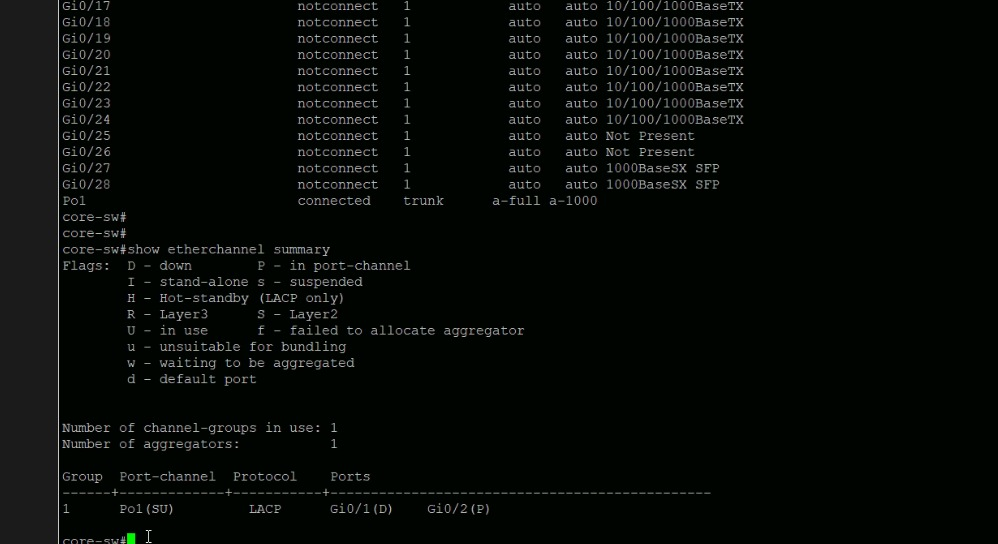 Gi0/17 notconnect 1 auto auto 10/100/1000BaseTX
Gi0/18 notconnect 1 auto auto 10/100/1000BaseTX
Gi0/19 notconnect 1 auto auto 10/100/1000BaseTX
Gi0/20 notconnect 1 auto auto 10/100/1000BaseTX
Gi0/21 notconnect 1 auto auto 10/100/1000BaseTX
Gi0/22 notconnect 1 auto auto 10/100/1000BaseTX
Gi0/23 notconnect 1 auto auto 10/100/1000BaseTX
Gi0/24 notconnect 1 auto auto 10/100/1000BaseTX
Gi0/25 notconnect 1 auto auto Not Present
Gi0/26 notconnect 1 auto auto Not Present
Gi0/27 notconnect 1 auto auto 1000BaseSX SFP
Gi0/28 notconnect 1 auto auto 1000BaseSX SFP
Po1 connected trunk a-full a-1000
core-sw#
core-sw#
core-sw#show etherchannel summary
Flags: D - down P - in port-channel
I - stand-alone s - suspended
H - Hot-standby (LACP only)
R - Layer3 S - Layer2
U - in use f - failed to allocate aggregator
u - unsuitable for bundling
w - waiting to be aggregated
d - default port
Number of channel-groups in use: 1
Number of aggregators: 1
Group Port-channel Protocol Ports
------+-------------+-----------+-----------------------------------------------
1 Po1(SU) LACP Gi0/1(D) Gi0/2(P)
core-sw#